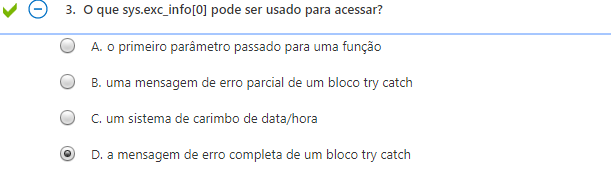 3. O que sys.exc_info[0] pode ser usado para acessar?
A. o primeiro parâmetro passado para uma função
B. uma mensagem de erro parcial de um bloco try catch
C. um sistema de carimbo de data/hora
D. a mensagem de erro completa de um bloco try catch